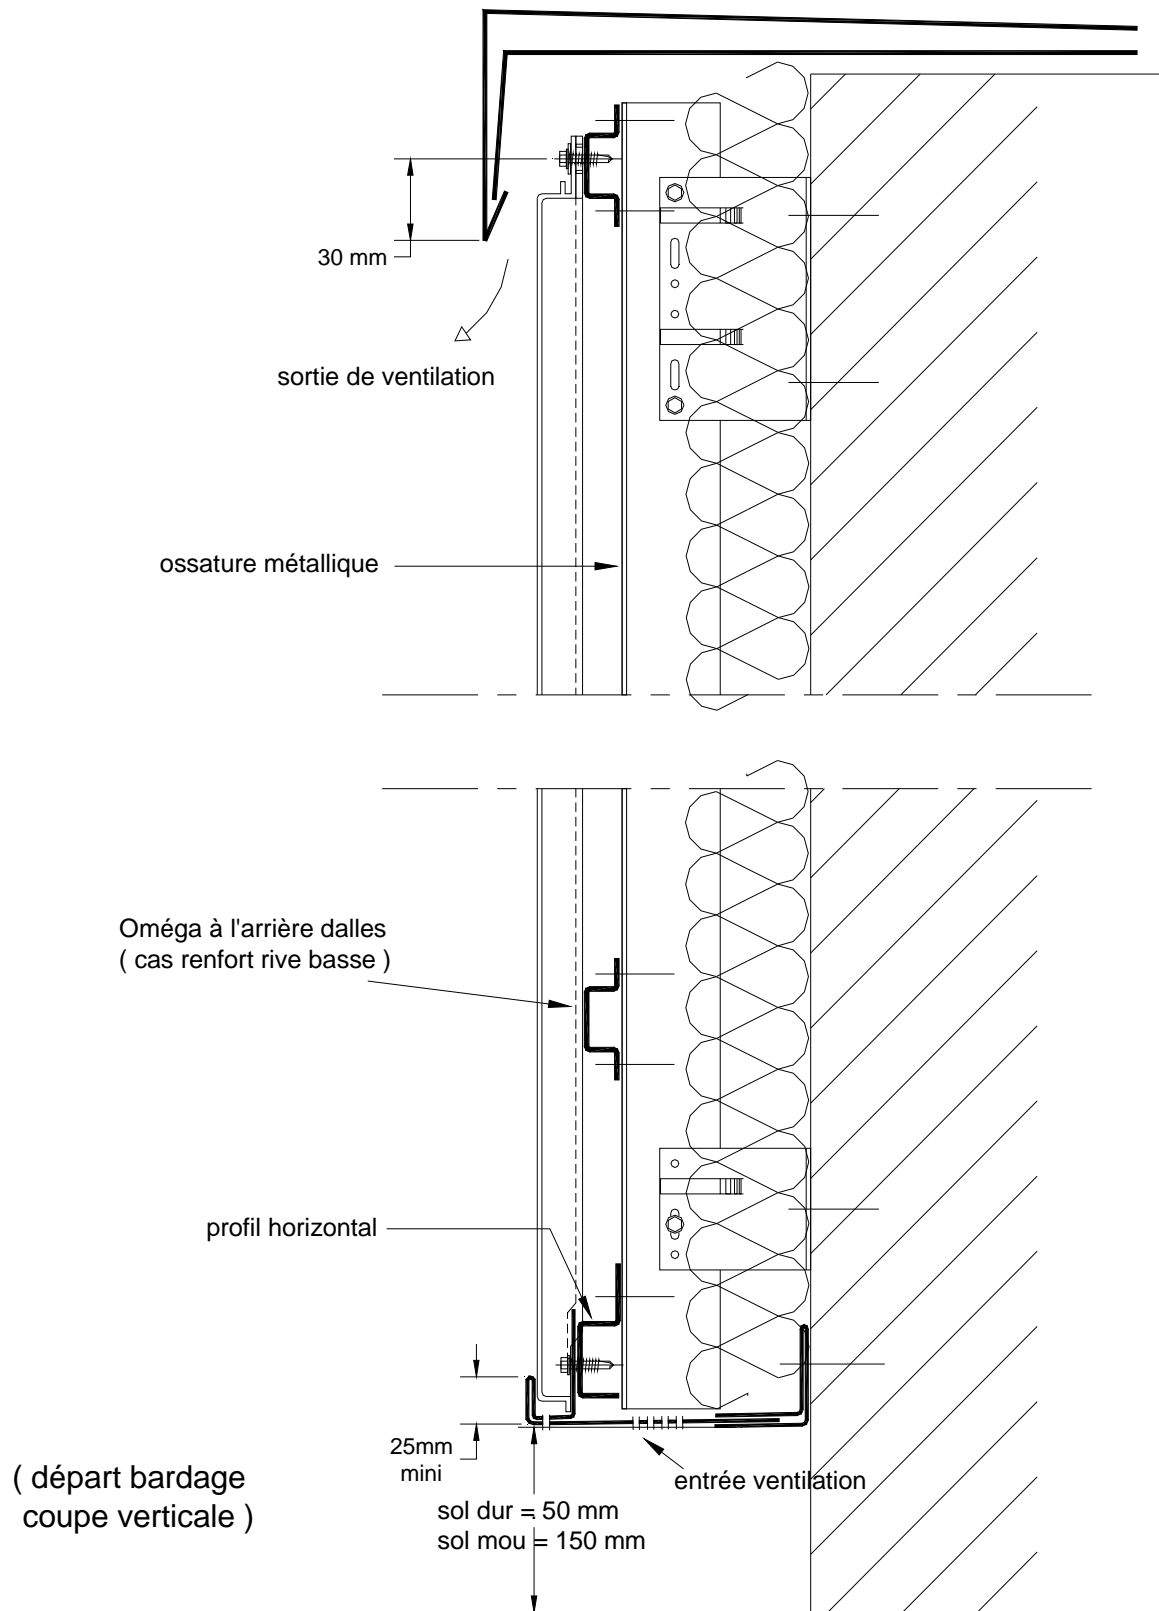 30 mm
sortie de ventilation
ossature métallique
Oméga à l'arrière dalles
( cas renfort rive basse )
profil horizontal
25mm
mini
entrée ventilation
( départ bardage
coupe verticale )
sol dur = 50 mm
sol mou = 150 mm